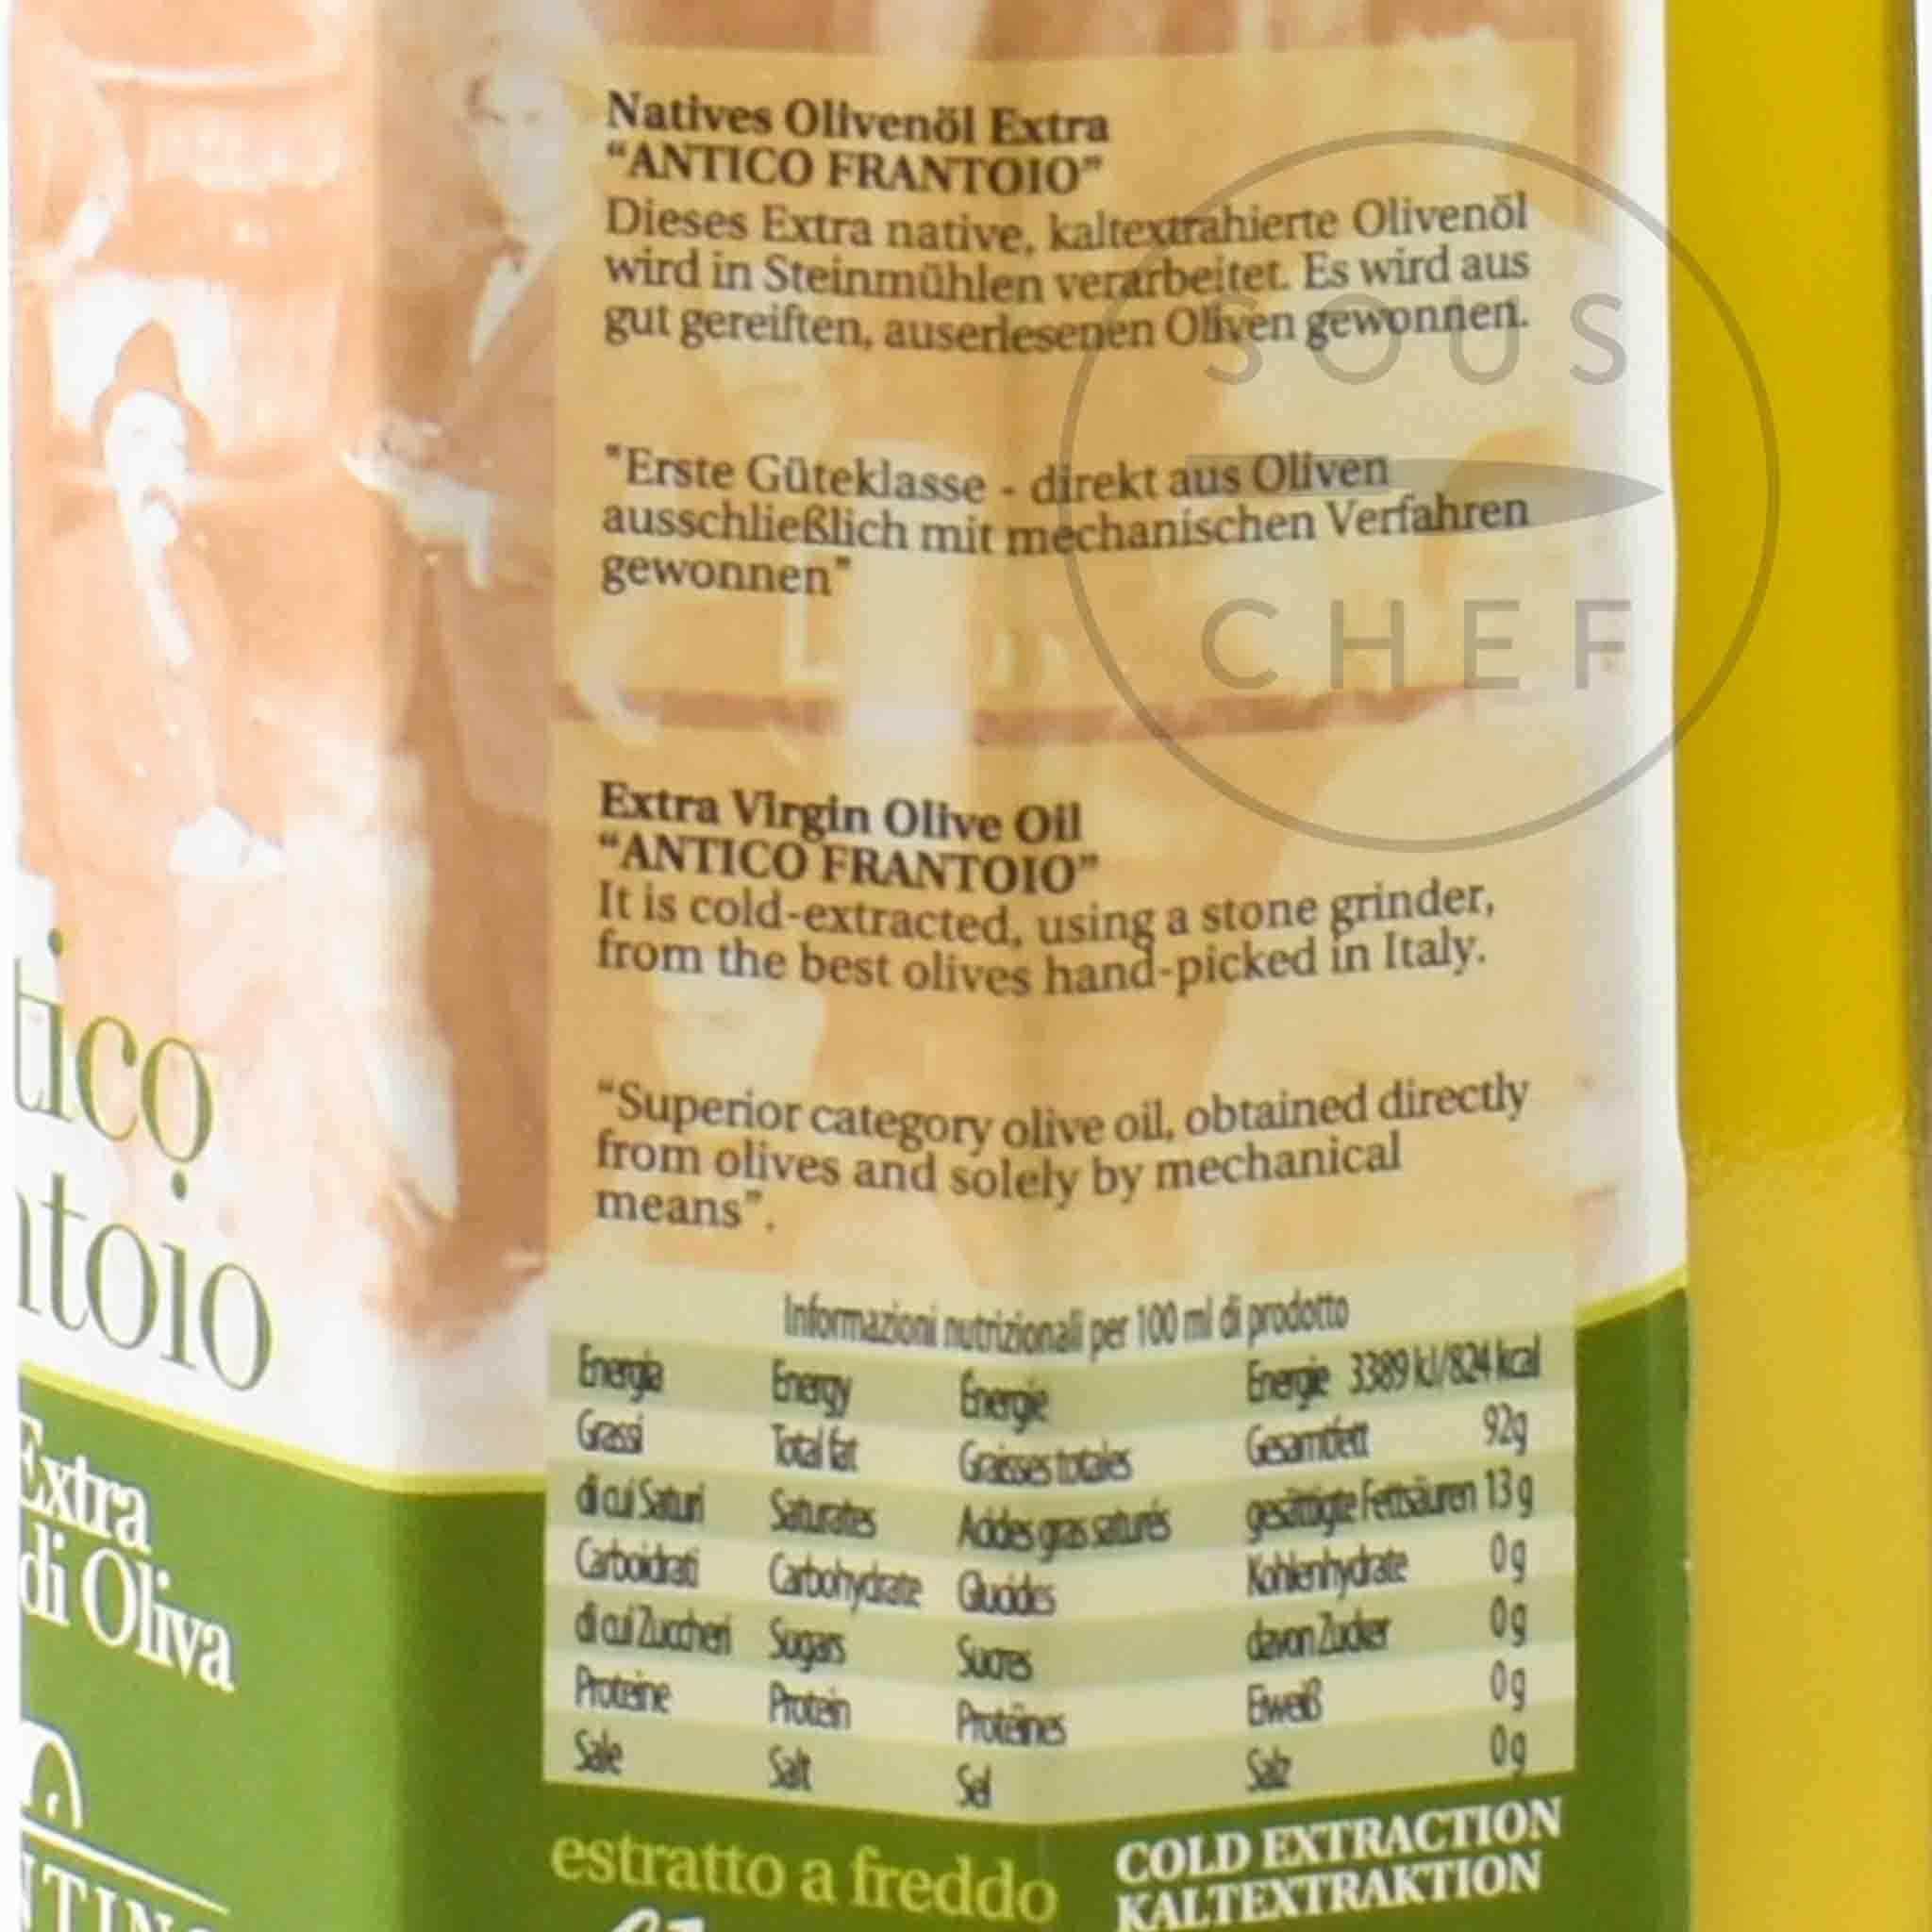 Natives Olivenöl Extra
"ANTICO FRANTOIO"
Dieses Extra native, kaltextrahierte Olivenöl
wird in Steinmühlen verarbeitet. Es wird aus
gut gereiften, auserlesenen Oliven gewonnen.
"Erste Güteklasse - direkt aus Oliven
ausschließlich mit mechanischen Verfahren
gewonnen"
SOUS
CHEF
Extra Virgin Olive Oil
"ANTICO FRANTOIO"
It is cold-extracted, using a stone grinder,
from the best olives hand-picked in Italy.
"Superior category olive oil, obtained directly
from olives and solely by mechanical
means".
Informazioni nutrizionali per 100 ml di prodotto
Energia Energy Énergie Energie 3389 kJ/824 kcal
Grassi Total fat Graisses totales Gesamtfett 92g
di cui Saturi Saturates Acides gras saturés gesättigte Fettsäuren 13 g
Carboidrati Carbohydrate Glucides Kohlenhydrate 0 g
di cui Zuccheri Sugars Sucres davon Zucker 0 g
Proteine Protein Protéines Eiweiß 0 g
Sale Salt Sel Salz 0 g
estratto a freddo
COLD EXTRACTION
KALTEXTRAKTION
tico
ntoio
Extra
di Oliva